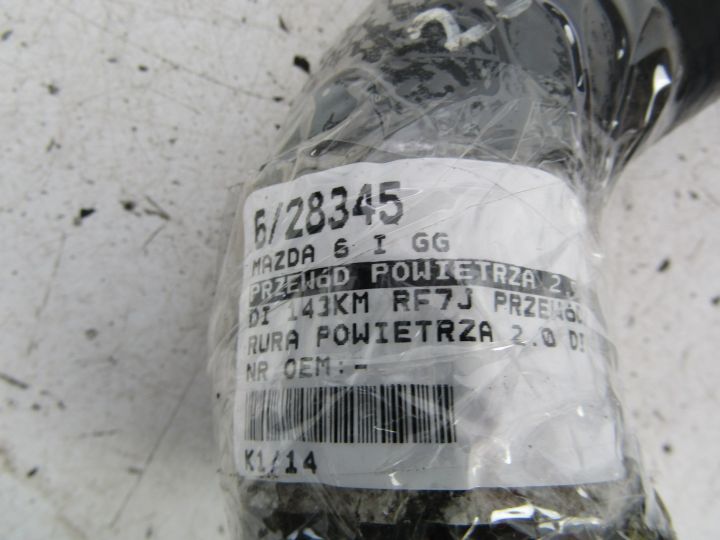 6/28345
MAZDA 6 I GG
PRZEWóD POWIETRZA 2.0
DI 143KM RF7J PRZEWóD
RURA POWIETRZA 2.0 DI
NR OEM:-
K1/14